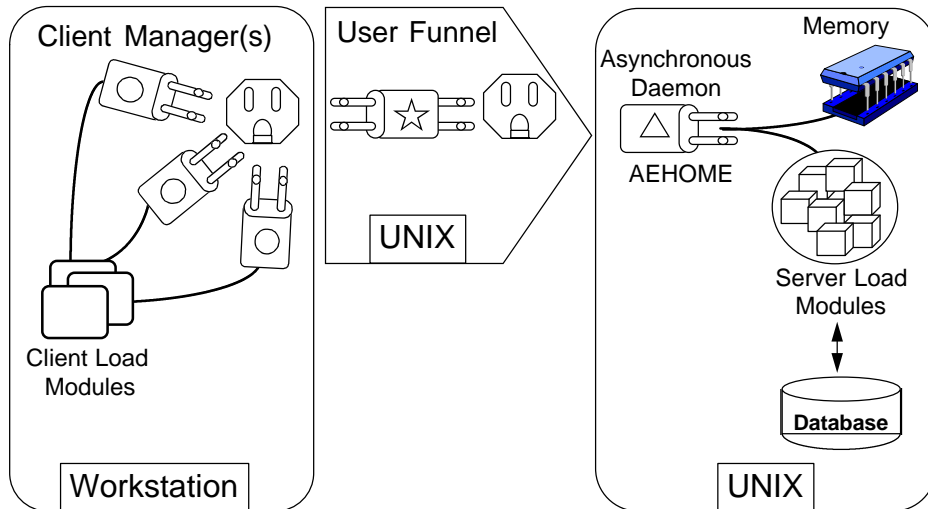 Client Manager(s)
Client Load
Modules
Workstation
User Funnel
UNIX
Memory
Asynchronous
Daemon
AEHOME
Server Load
Modules
Database
UNIX